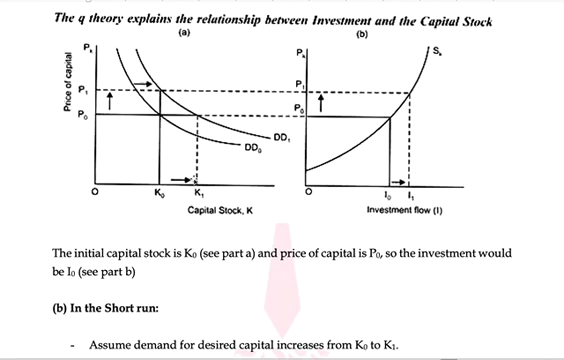 The q theory explains the relationship between Investment and the Capital Stock
(a) (b)
Pₖ
Price of capital
P₁
P₀
DD₁
DD₀
O K₀ K₁
Capital Stock, K
Pₖ
Sₖ
P₁
P₀
O I₀ I₁
Investment flow (I)
The initial capital stock is K₀ (see part a) and price of capital is P₀, so the investment would
be I₀ (see part b)
(b) In the Short run:
- Assume demand for desired capital increases from K₀ to K₁.